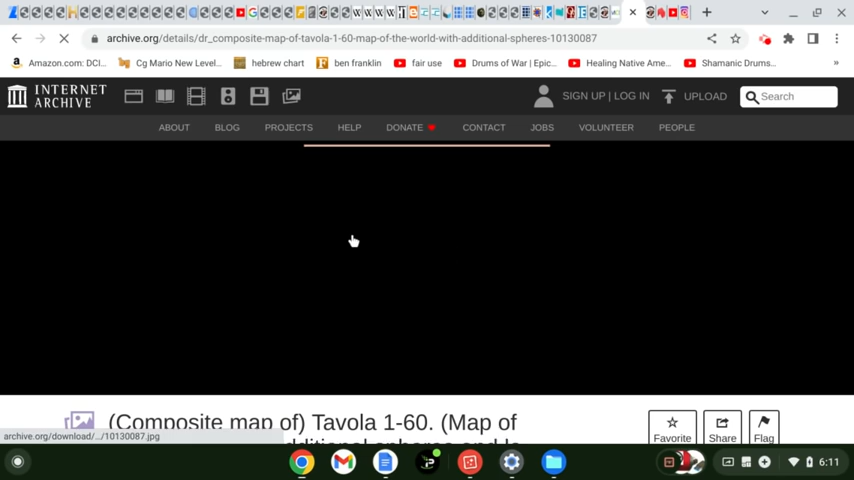 archive.org/details/dr_composite-map-of-tavola-1-60-map-of-the-world-with-additional-spheres-10130087
Amazon.com: DCI... Cg Mario New Level... hebrew chart ben franklin fair use Drums of War | Epic... Healing Native Ame... Shamanic Drums... »
INTERNET ARCHIVE SIGN UP | LOG IN UPLOAD Search
ABOUT BLOG PROJECTS HELP DONATE CONTACT JOBS VOLUNTEER PEOPLE
(Composite map of) Tavola 1-60. (Map of
Favorite Share Flag
archive.org/download/.../10130087.jpg
6:11